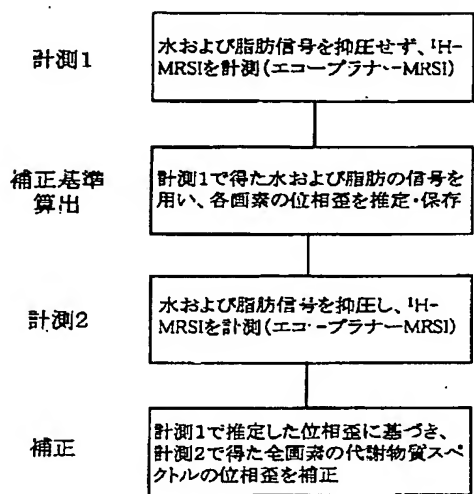 計測1
水および脂肪信号を抑圧せず、¹H-
MRSIを計測(エコープラナーMRSI)
補正基準
算出
計測1で得た水および脂肪の信号を
用い、各画素の位相歪を推定・保存
計測2
水および脂肪信号を抑圧し、¹H-
MRSIを計測(エコープラナーMRSI)
補正
計測1で推定した位相歪に基づき、
計測2で得た全画素の代謝物質スペ
クトルの位相歪を補正